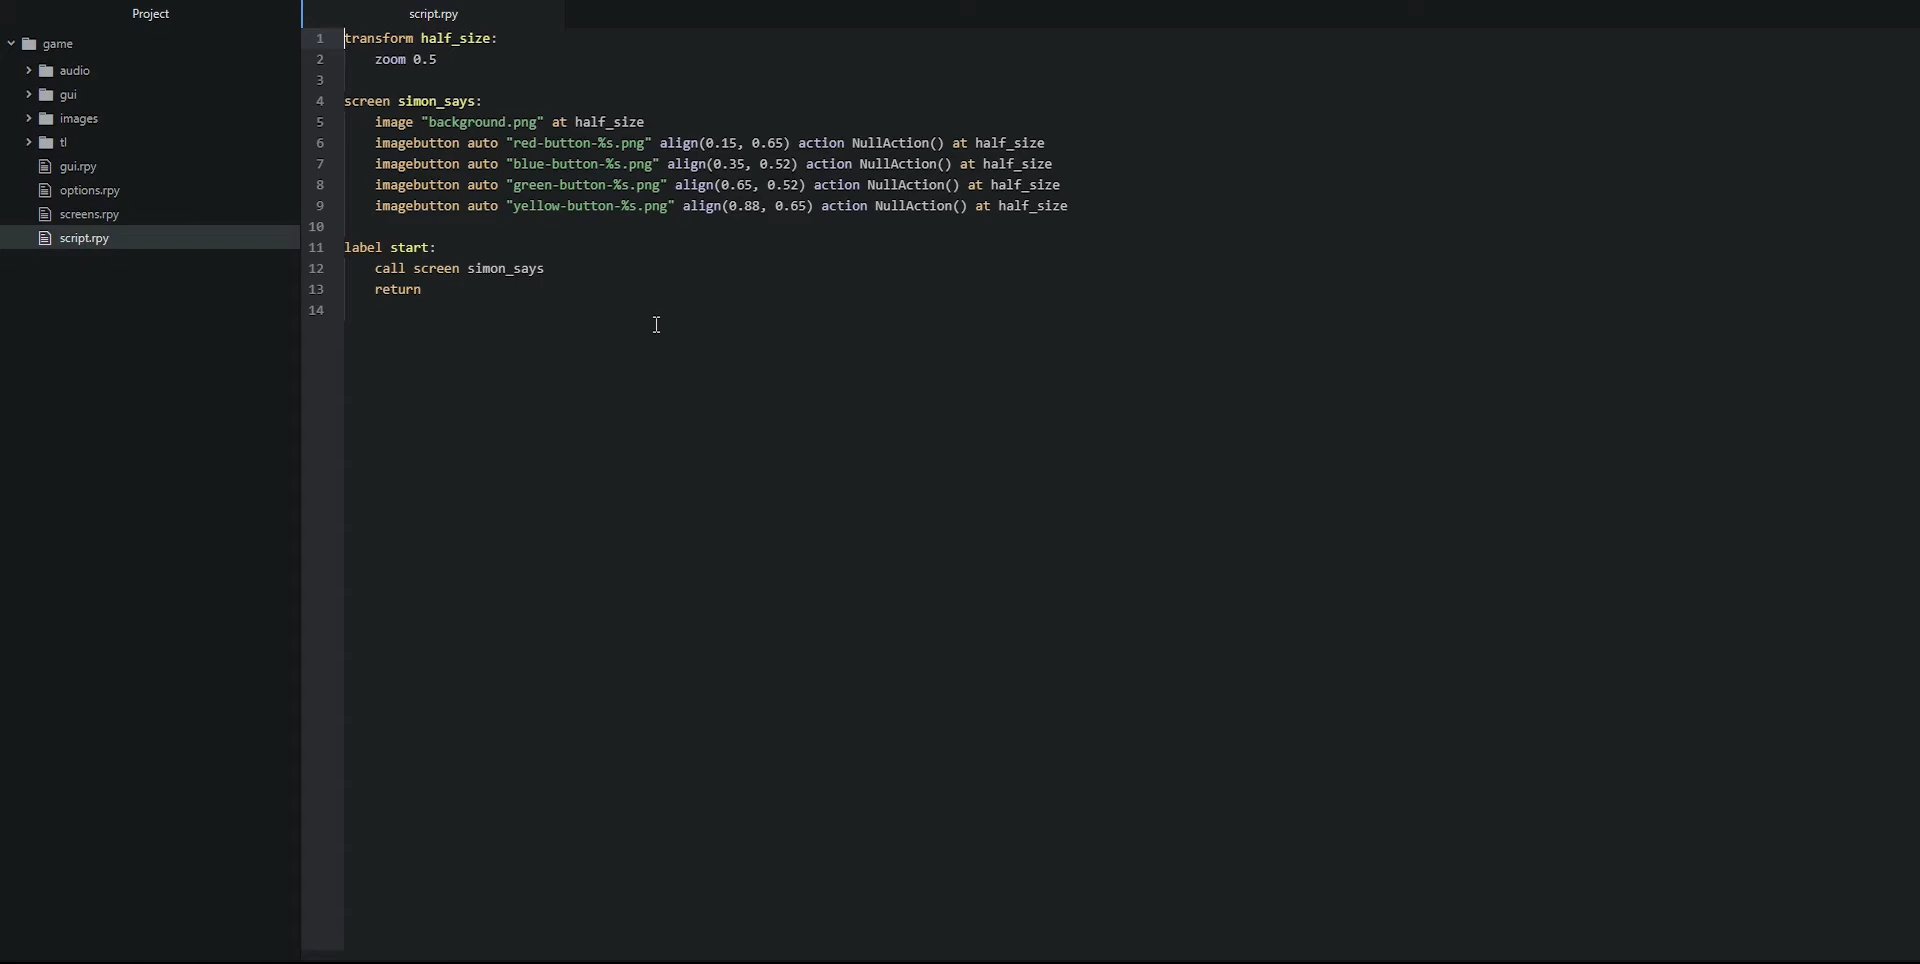 Project
game
audio
gui
images
tl
gui.rpy
options.rpy
screens.rpy
script.rpy
script.rpy
1 transform half_size:
2     zoom 0.5
3
4 screen simon_says:
5     image "background.png" at half_size
6     imagebutton auto "red-button-%s.png" align(0.15, 0.65) action NullAction() at half_size
7     imagebutton auto "blue-button-%s.png" align(0.35, 0.52) action NullAction() at half_size
8     imagebutton auto "green-button-%s.png" align(0.65, 0.52) action NullAction() at half_size
9     imagebutton auto "yellow-button-%s.png" align(0.88, 0.65) action NullAction() at half_size
10
11 label start:
12     call screen simon_says
13     return
14